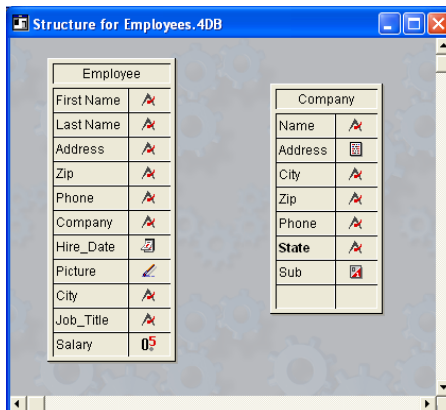 Structure for Employees.4DB
Employee
First Name
Last Name
Address
Zip
Phone
Company
Hire_Date
Picture
City
Job_Title
Salary
Company
Name
Address
City
Zip
Phone
State
Sub